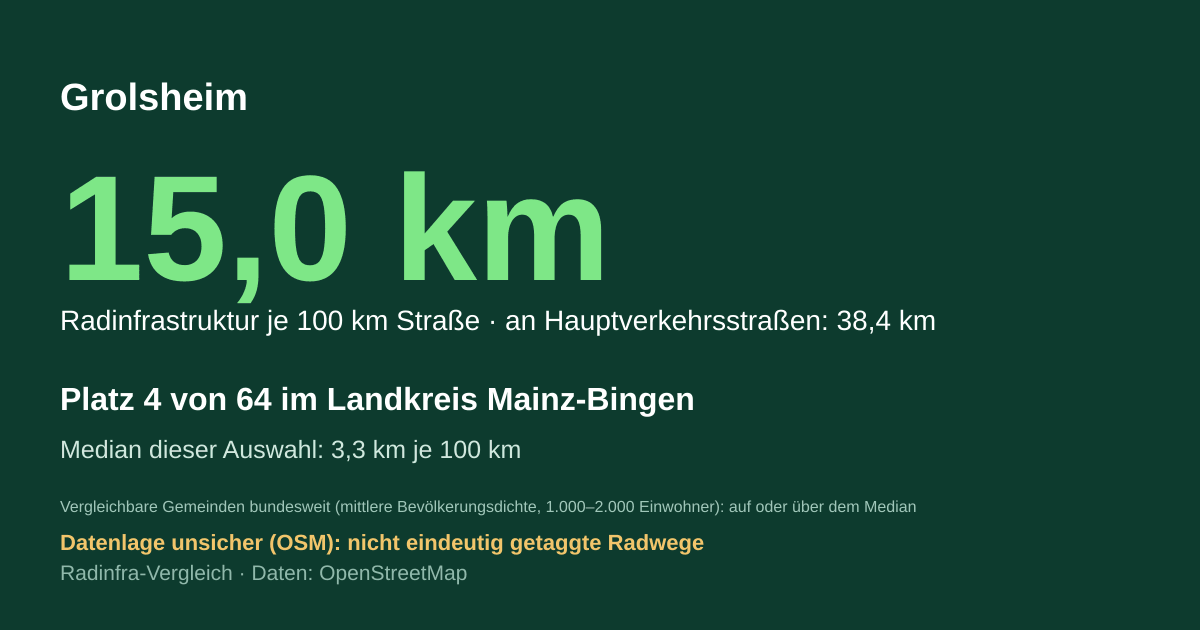 Grolsheim
15,0 km
Radinfrastruktur je 100 km Straße · an Hauptverkehrsstraßen: 38,4 km
Platz 4 von 64 im Landkreis Mainz-Bingen
Median dieser Auswahl: 3,3 km je 100 km
Vergleichbare Gemeinden bundesweit (mittlere Bevölkerungsdichte, 1.000–2.000 Einwohner): auf oder über dem Median
Datenlage unsicher (OSM): nicht eindeutig getaggte Radwege
Radinfra-Vergleich · Daten: OpenStreetMap